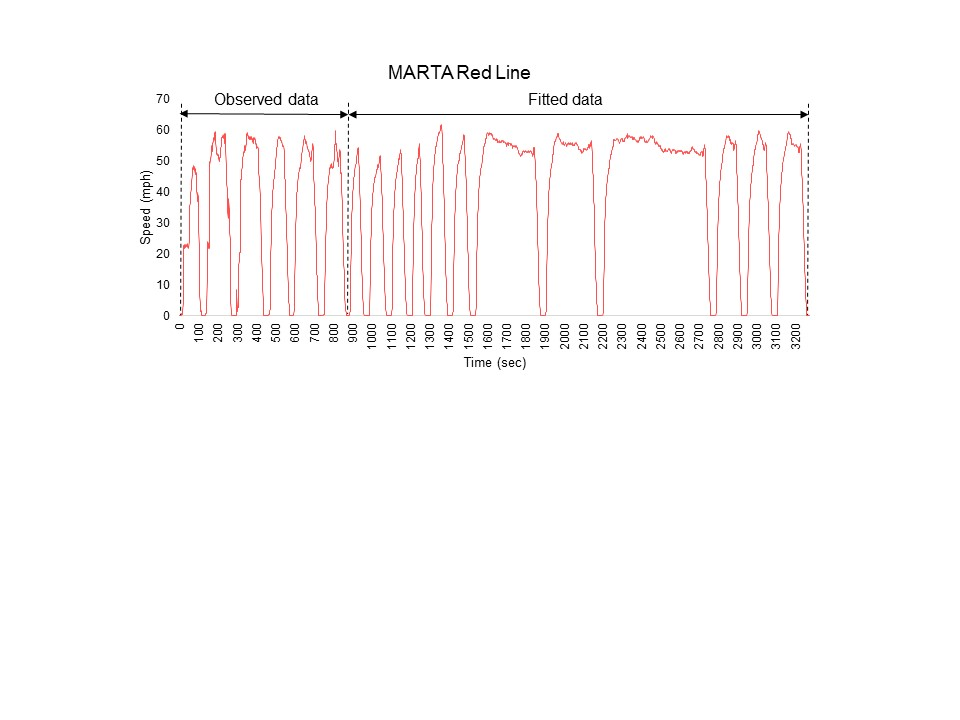 MARTA Red Line
Observed data
Fitted data
70
60
50
40
30
20
10
0
Speed (mph)
0 100 200 300 400 500 600 700 800 900 1000 1100 1200 1300 1400 1500 1600 1700 1800 1900 2000 2100 2200 2300 2400 2500 2600 2700 2800 2900 3000 3100 3200
Time (sec)